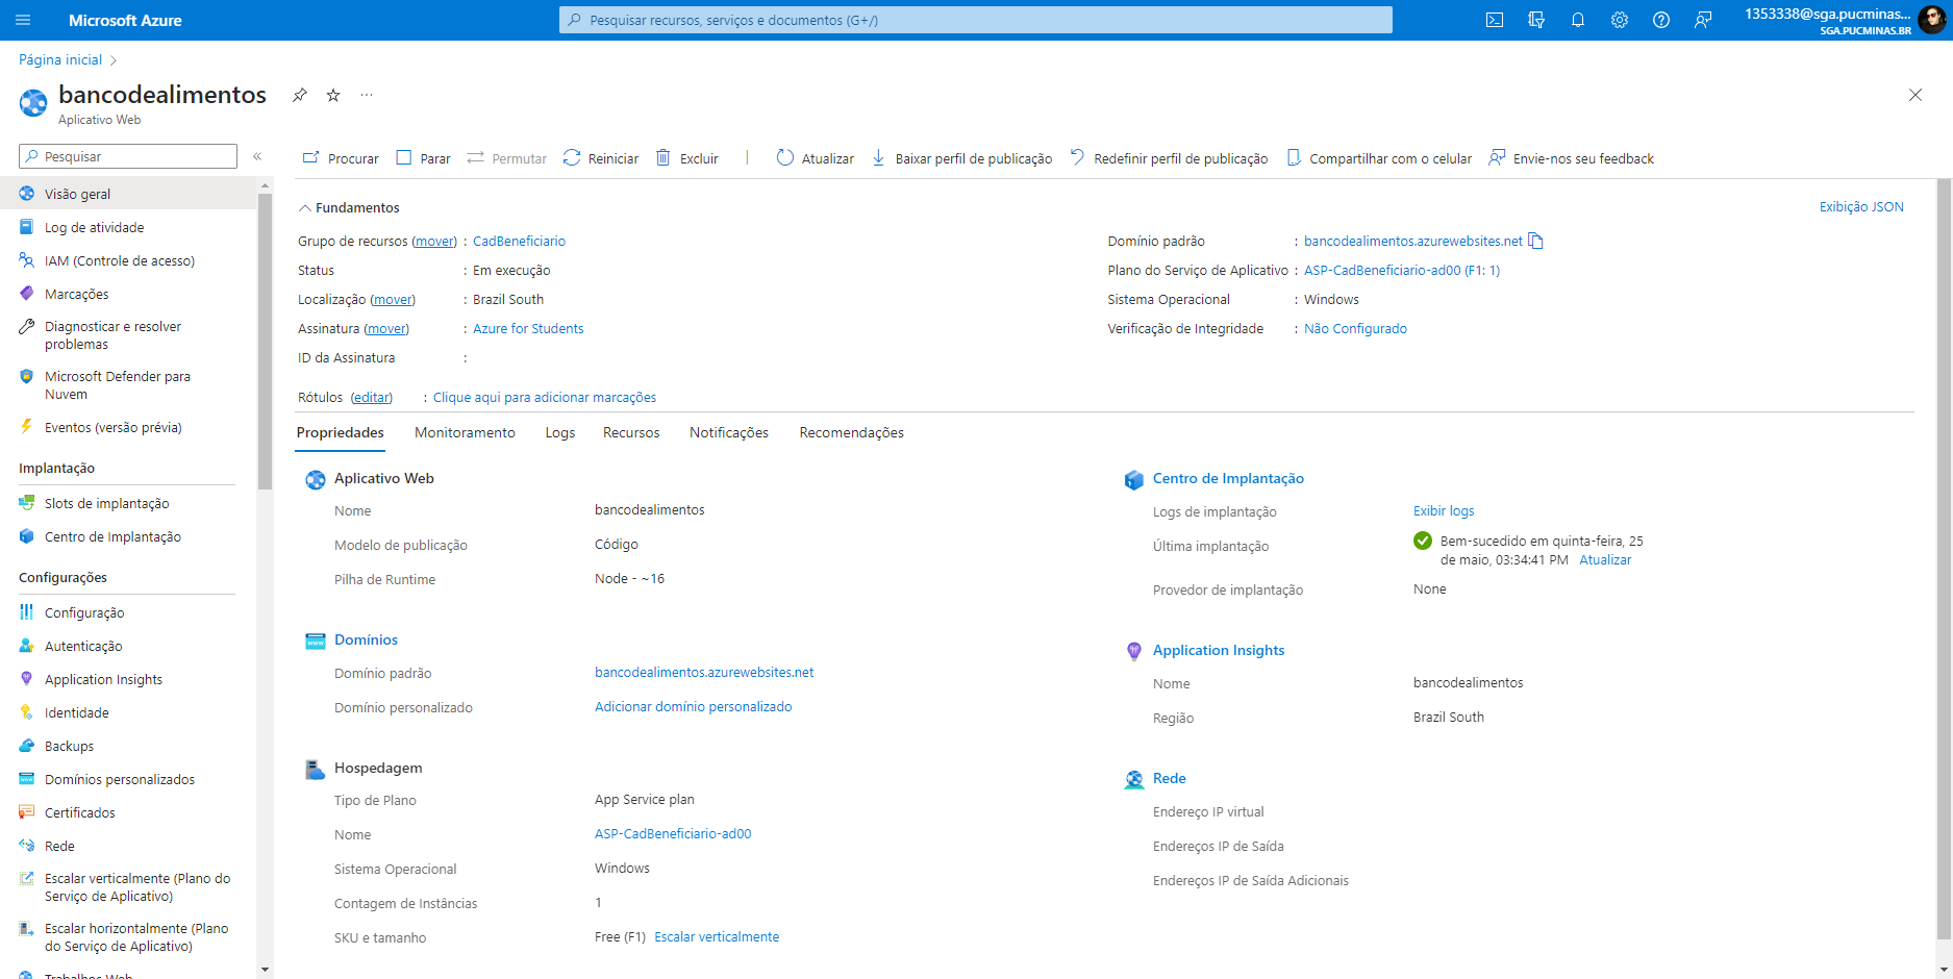 Microsoft Azure
Pesquisar recursos, serviços e documentos (G+/)
1353338@sga.pucminas...
SGA.PUCMINAS.BR
Página inicial
bancodealimentos
Aplicativo Web
Pesquisar
Procurar Parar Permutar Reiniciar Excluir Atualizar Baixar perfil de publicação Redefinir perfil de publicação Compartilhar com o celular Envie-nos seu feedback
Visão geral
Log de atividade
IAM (Controle de acesso)
Marcações
Diagnosticar e resolver
problemas
Microsoft Defender para
Nuvem
Eventos (versão prévia)
Implantação
Slots de implantação
Centro de Implantação
Configurações
Configuração
Autenticação
Application Insights
Identidade
Backups
Domínios personalizados
Certificados
Rede
Escalar verticalmente (Plano do
Serviço de Aplicativo)
Escalar horizontalmente (Plano
do Serviço de Aplicativo)
Trabalhos Web
Fundamentos
Exibição JSON
Grupo de recursos (mover) : CadBeneficiario
Status : Em execução
Localização (mover) : Brazil South
Assinatura (mover) : Azure for Students
ID da Assinatura :
Domínio padrão : bancodealimentos.azurewebsites.net
Plano do Serviço de Aplicativo : ASP-CadBeneficiario-ad00 (F1: 1)
Sistema Operacional : Windows
Verificação de Integridade : Não Configurado
Rótulos (editar) : Clique aqui para adicionar marcações
Propriedades Monitoramento Logs Recursos Notificações Recomendações
Aplicativo Web
Nome bancodealimentos
Modelo de publicação Código
Pilha de Runtime Node - ~16
Domínios
Domínio padrão bancodealimentos.azurewebsites.net
Domínio personalizado Adicionar domínio personalizado
Hospedagem
Tipo de Plano App Service plan
Nome ASP-CadBeneficiario-ad00
Sistema Operacional Windows
Contagem de Instâncias 1
SKU e tamanho Free (F1) Escalar verticalmente
Centro de Implantação
Logs de implantação Exibir logs
Última implantação Bem-sucedido em quinta-feira, 25
de maio, 03:34:41 PM Atualizar
Provedor de implantação None
Application Insights
Nome bancodealimentos
Região Brazil South
Rede
Endereço IP virtual
Endereços IP de Saída
Endereços IP de Saída Adicionais